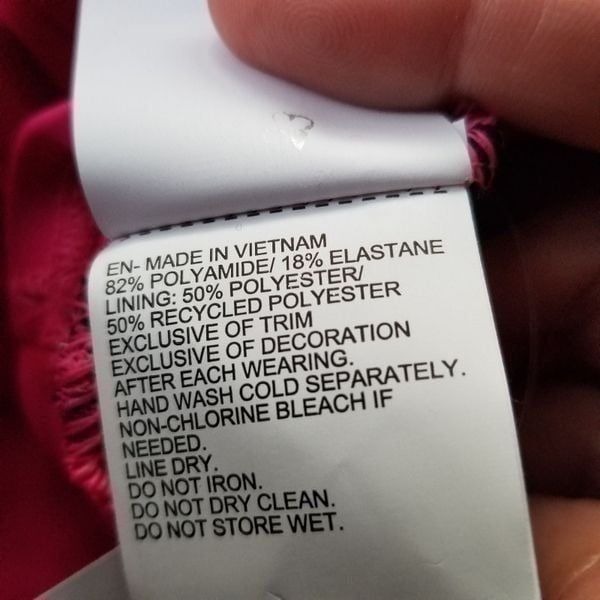 EN- MADE IN VIETNAM
82% POLYAMIDE/ 18% ELASTANE
LINING: 50% POLYESTER/
50% RECYCLED POLYESTER
EXCLUSIVE OF TRIM
EXCLUSIVE OF DECORATION
AFTER EACH WEARING.
HAND WASH COLD SEPARATELY.
NON-CHLORINE BLEACH IF
NEEDED.
LINE DRY.
DO NOT IRON.
DO NOT DRY CLEAN.
DO NOT STORE WET.